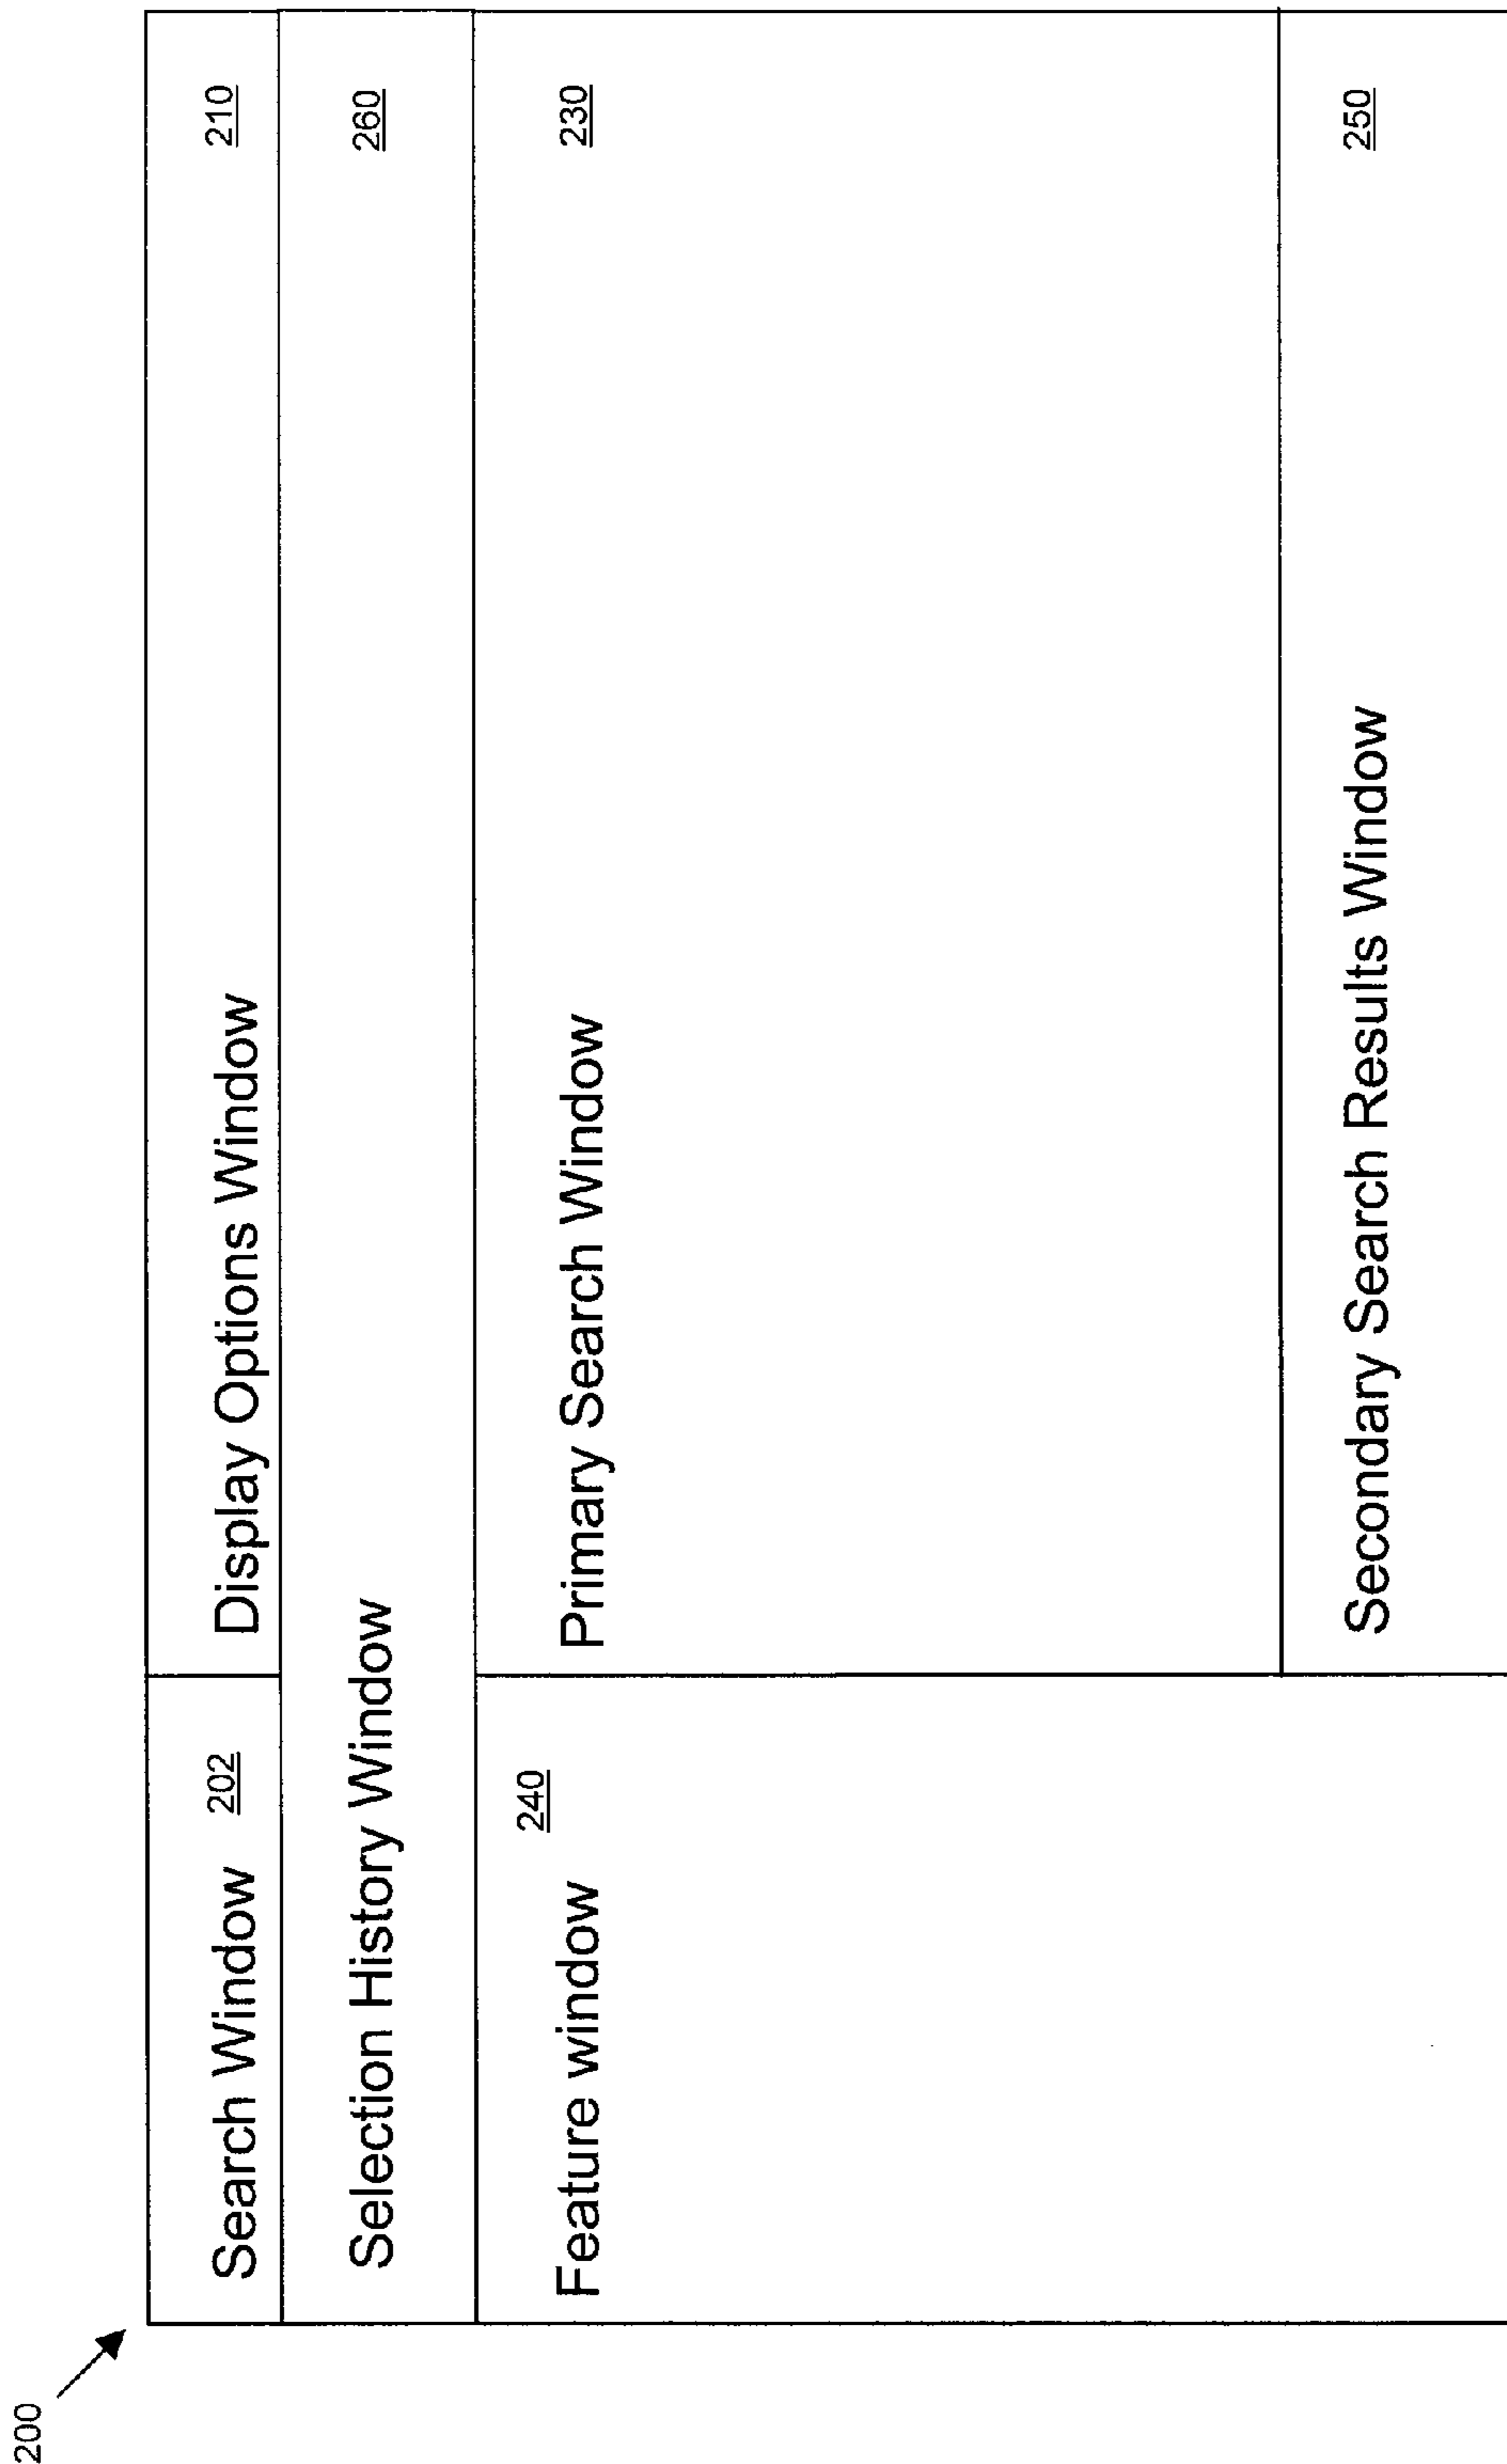 200
Search Window 202
Display Options Window 210
Selection History Window 260
Feature window 240
Primary Search Window 230
Secondary Search Results Window 250